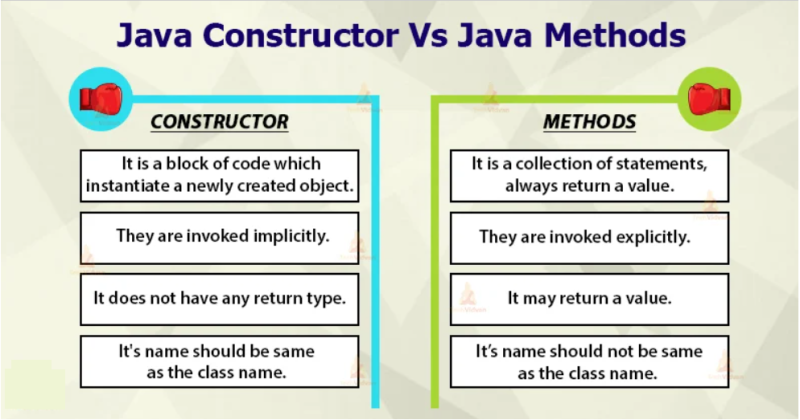 Java Constructor Vs Java Methods
CONSTRUCTOR
It is a block of code which
instantiate a newly created object.
They are invoked implicitly.
It does not have any return type.
It's name should be same
as the class name.
METHODS
It is a collection of statements,
always return a value.
They are invoked explicitly.
It may return a value.
It's name should not be same
as the class name.